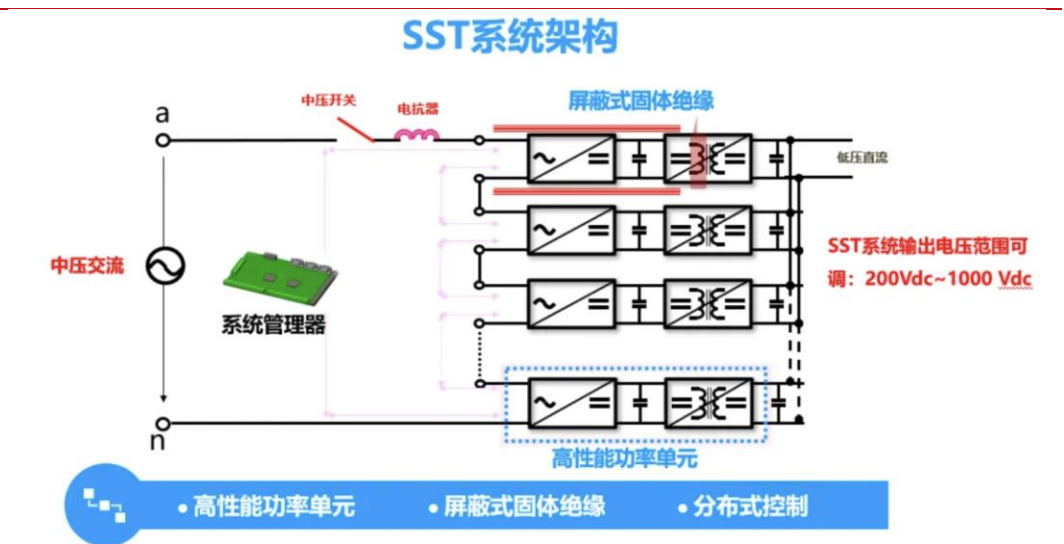 SST系统架构
中压开关
电抗器
屏蔽式固体绝缘
a
低压直流
中压交流
系统管理器
SST系统输出电压范围可
调：200Vdc~1000 Vdc
n
高性能功率单元
• 高性能功率单元
• 屏蔽式固体绝缘
• 分布式控制